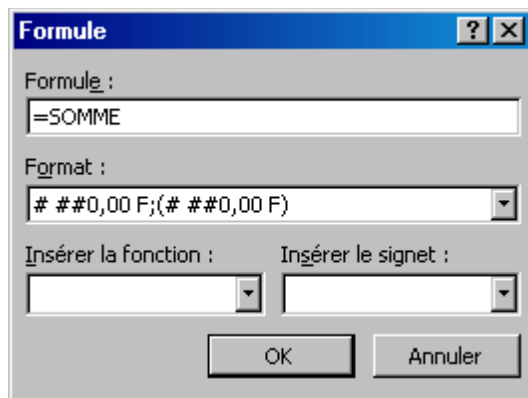 Formule
Formule :
=SOMME
Format :
# ##0,00 F;(# ##0,00 F)
Insérer la fonction : Insérer le signet :
OK Annuler